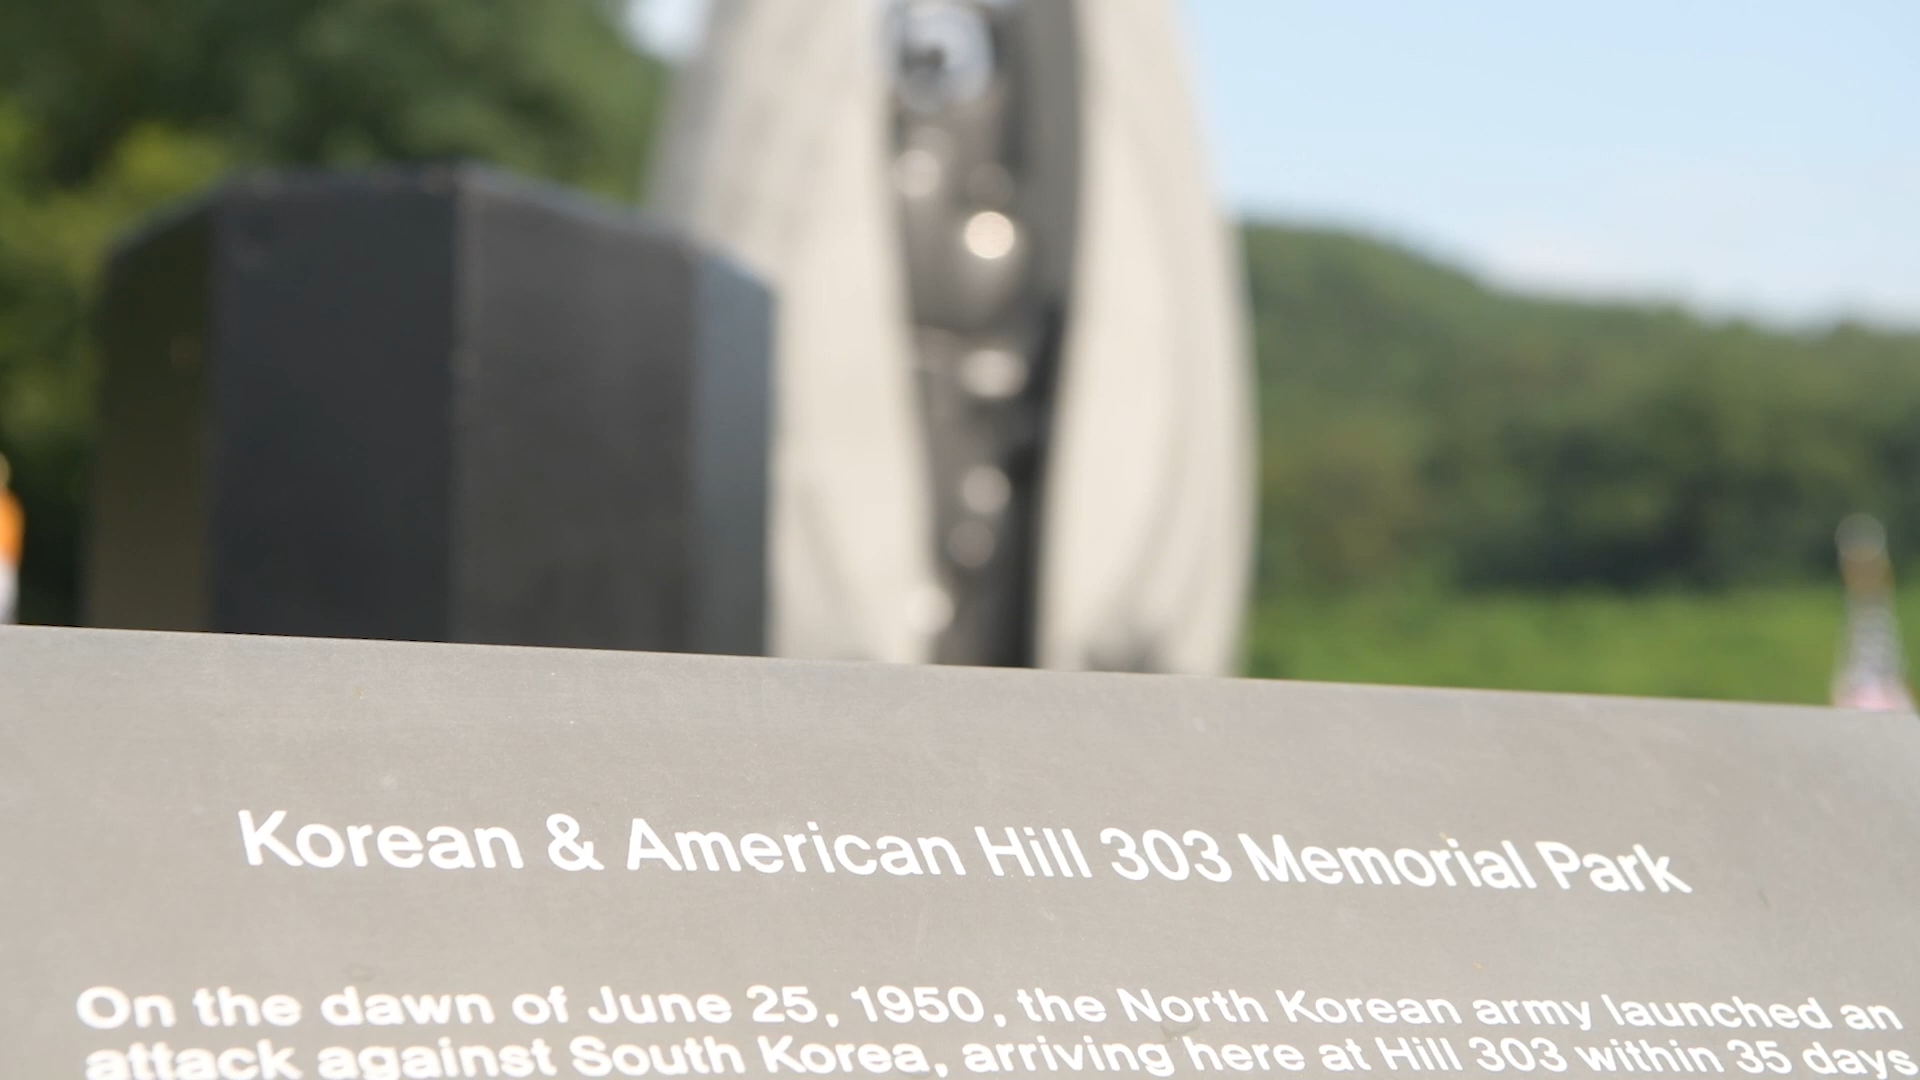 Korean & American Hill 303 Memorial Park
On the dawn of June 25, 1950, the North Korean army launched an
attack against South Korea, arriving here at Hill 303 within 35 days.